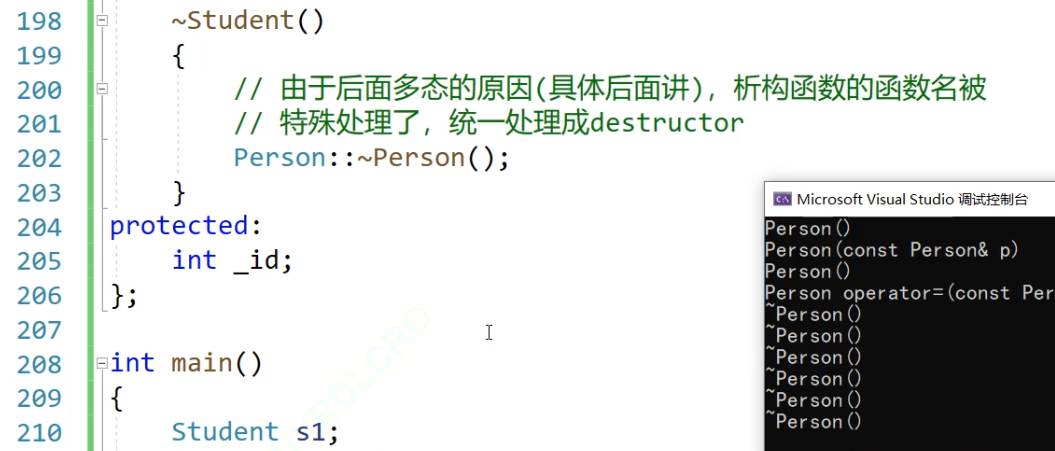 198 ~Student()
199 {
200 // 由于后面多态的原因(具体后面讲)，析构函数的函数名被
201 // 特殊处理了，统一处理成destructor
202 Person::~Person();
203 }
204 protected:
205 int _id;
206 };
207
208 int main()
209 {
210 Student s1;
Microsoft Visual Studio 调试控制台
Person()
Person(const Person& p)
Person()
Person operator=(const Per
~Person()
~Person()
~Person()
~Person()
~Person()
~Person()